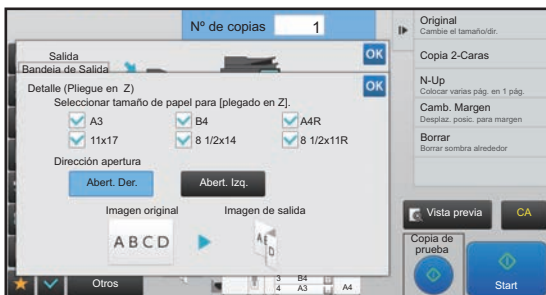 Nº de copias 1
Original
Cambie el tamaño/dir.
Copia 2-Caras
N-Up
Colocar varias pág. en 1 pág.
Camb. Margen
Desplaz. posic. para margen
Borrar
Borrar sombra alrededor
Salida
OK
Bandeja de Salida
Detalle (Pliegue en Z)
OK
Seleccionar tamaño de papel para [plegado en Z].
A3 B4 A4R
11x17 8 1/2x14 8 1/2x11R
Dirección apertura
Abert. Der. Abert. Izq.
Imagen original Imagen de salida
ABCD
Vista previa CA
Copia de
prueba
Start
Otros
3 B4
4 A3 A4